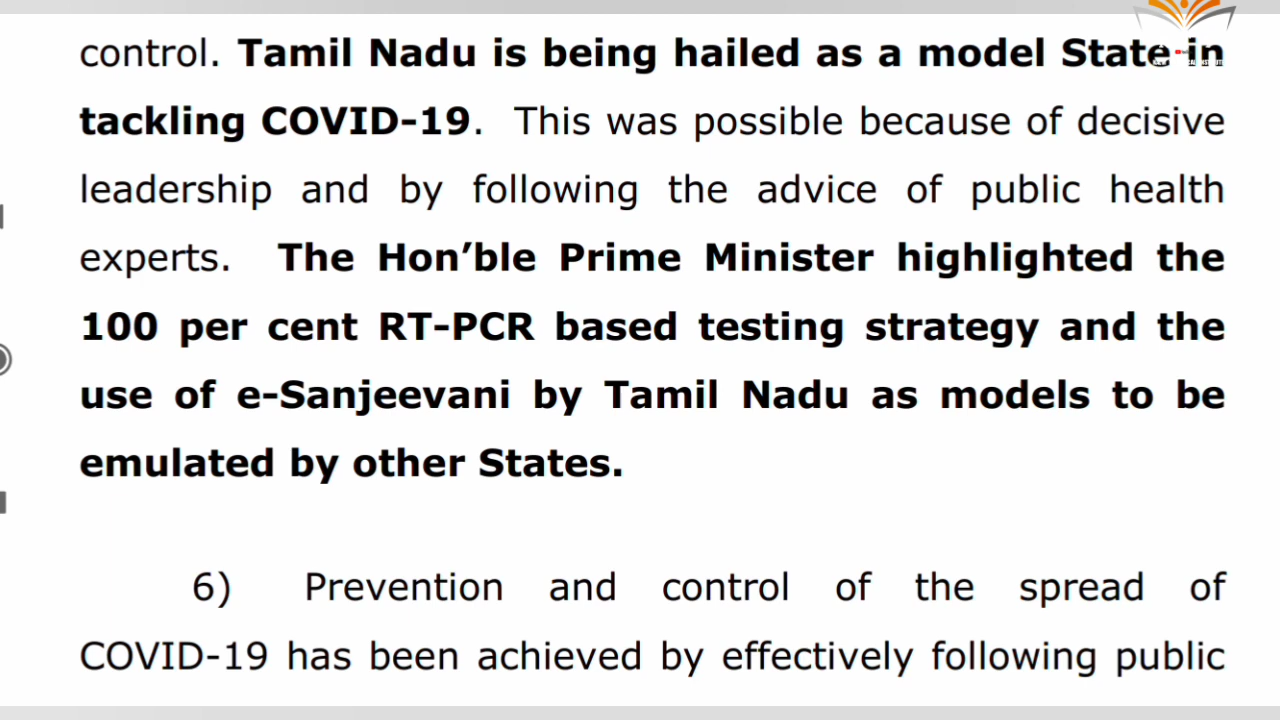 control. Tamil Nadu is being hailed as a model State in
tackling COVID-19. This was possible because of decisive
leadership and by following the advice of public health
experts. The Hon’ble Prime Minister highlighted the
100 per cent RT-PCR based testing strategy and the
use of e-Sanjeevani by Tamil Nadu as models to be
emulated by other States.
6) Prevention and control of the spread of
COVID-19 has been achieved by effectively following public